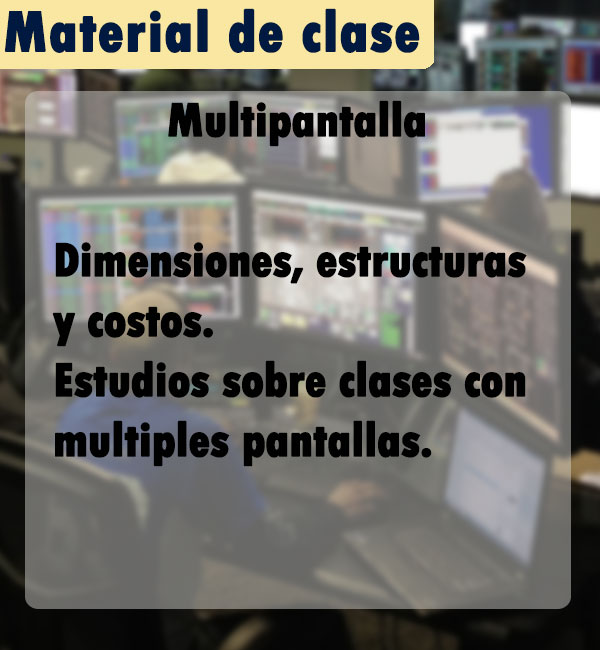 Material de clase
Multipantalla
Dimensiones, estructuras
y costos.
Estudios sobre clases con
multiples pantallas.